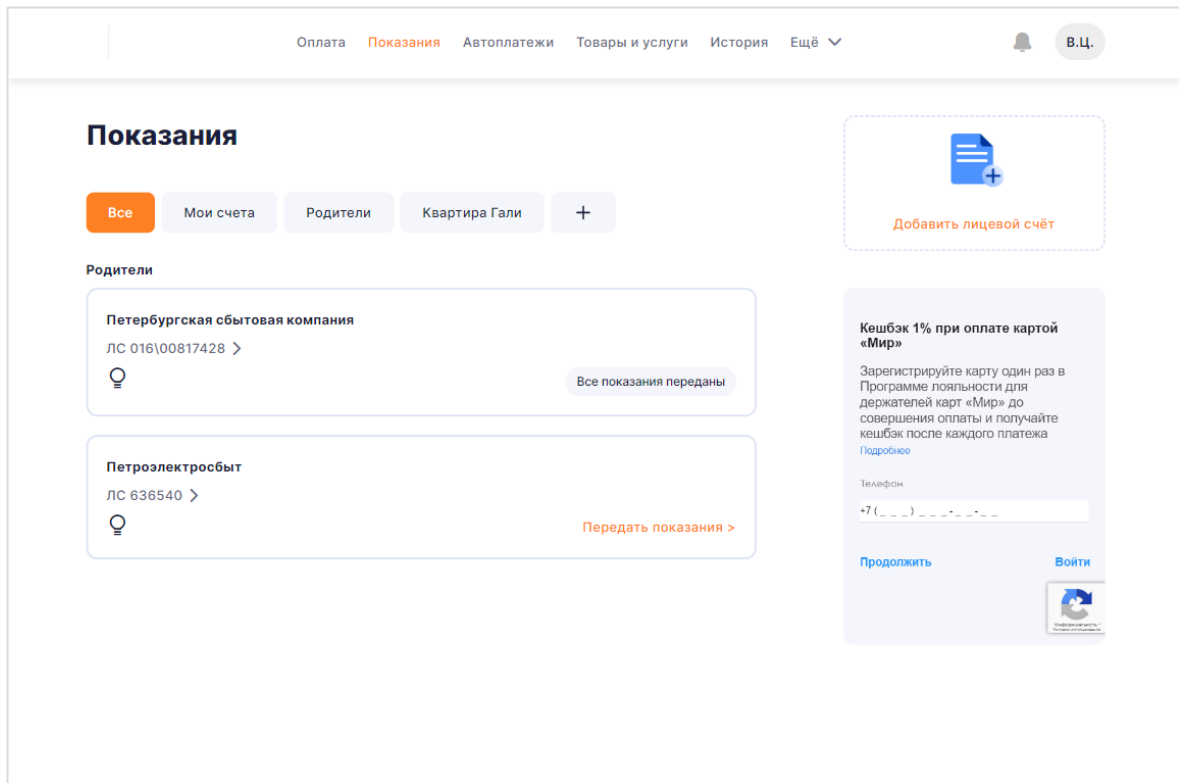 Оплата Показания Автоплатежи Товары и услуги История Ещё В.Ц.
Показания
Все Мои счета Родители Квартира Гали +
Родители
Петербургская сбытовая компания
ЛС 016\00817428 >
Все показания переданы
Петроэлектросбыт
ЛС 636540 >
Передать показания >
Добавить лицевой счёт
Кешбэк 1% при оплате картой
«Мир»
Зарегистрируйте карту один раз в
Программе лояльности для
держателей карт «Мир» до
совершения оплаты и получайте
кешбэк после каждого платежа
Подробнее
Телефон
+7 ( _ _ _ ) _ _ _ - _ _ - _ _
Продолжить Войти